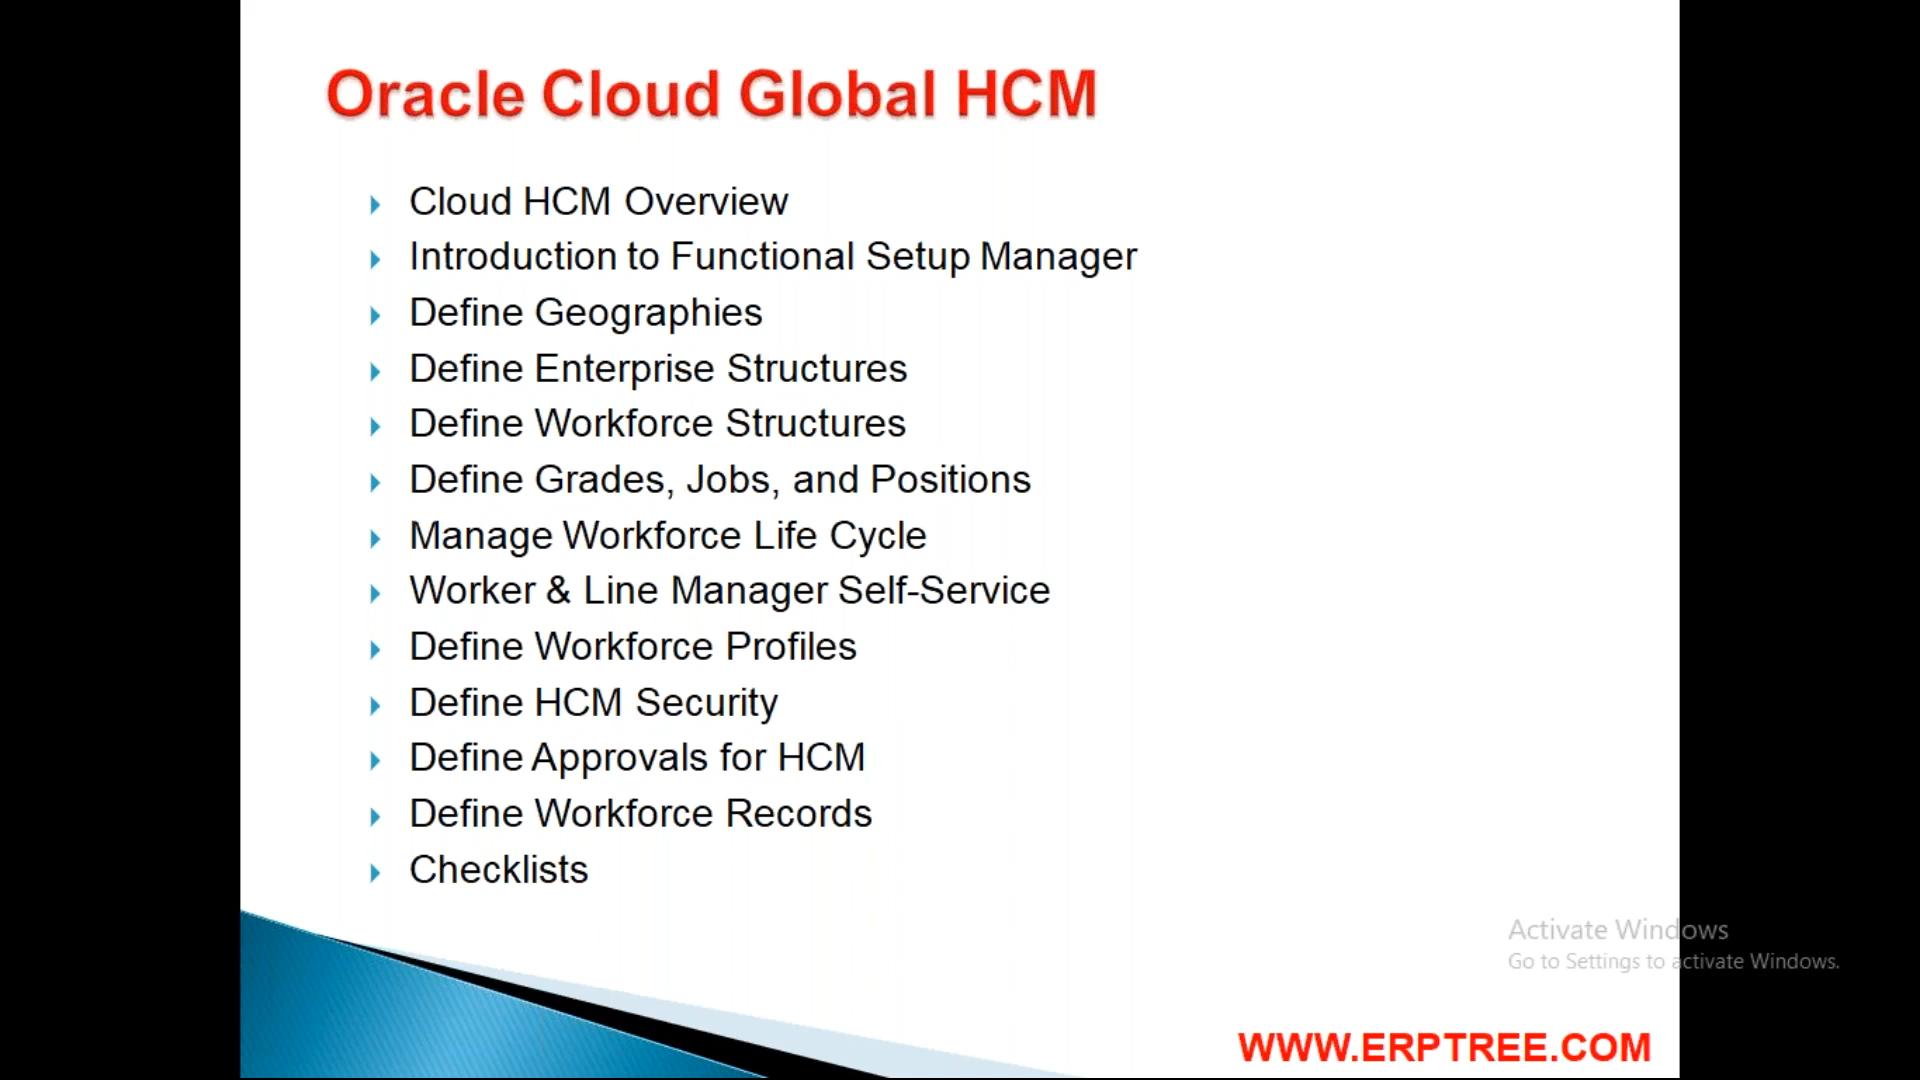 Oracle Cloud Global HCM
Cloud HCM Overview
Introduction to Functional Setup Manager
Define Geographies
Define Enterprise Structures
Define Workforce Structures
Define Grades, Jobs, and Positions
Manage Workforce Life Cycle
Worker & Line Manager Self-Service
Define Workforce Profiles
Define HCM Security
Define Approvals for HCM
Define Workforce Records
Checklists
Activate Windows
Go to Settings to activate Windows.
WWW.ERPTREE.COM